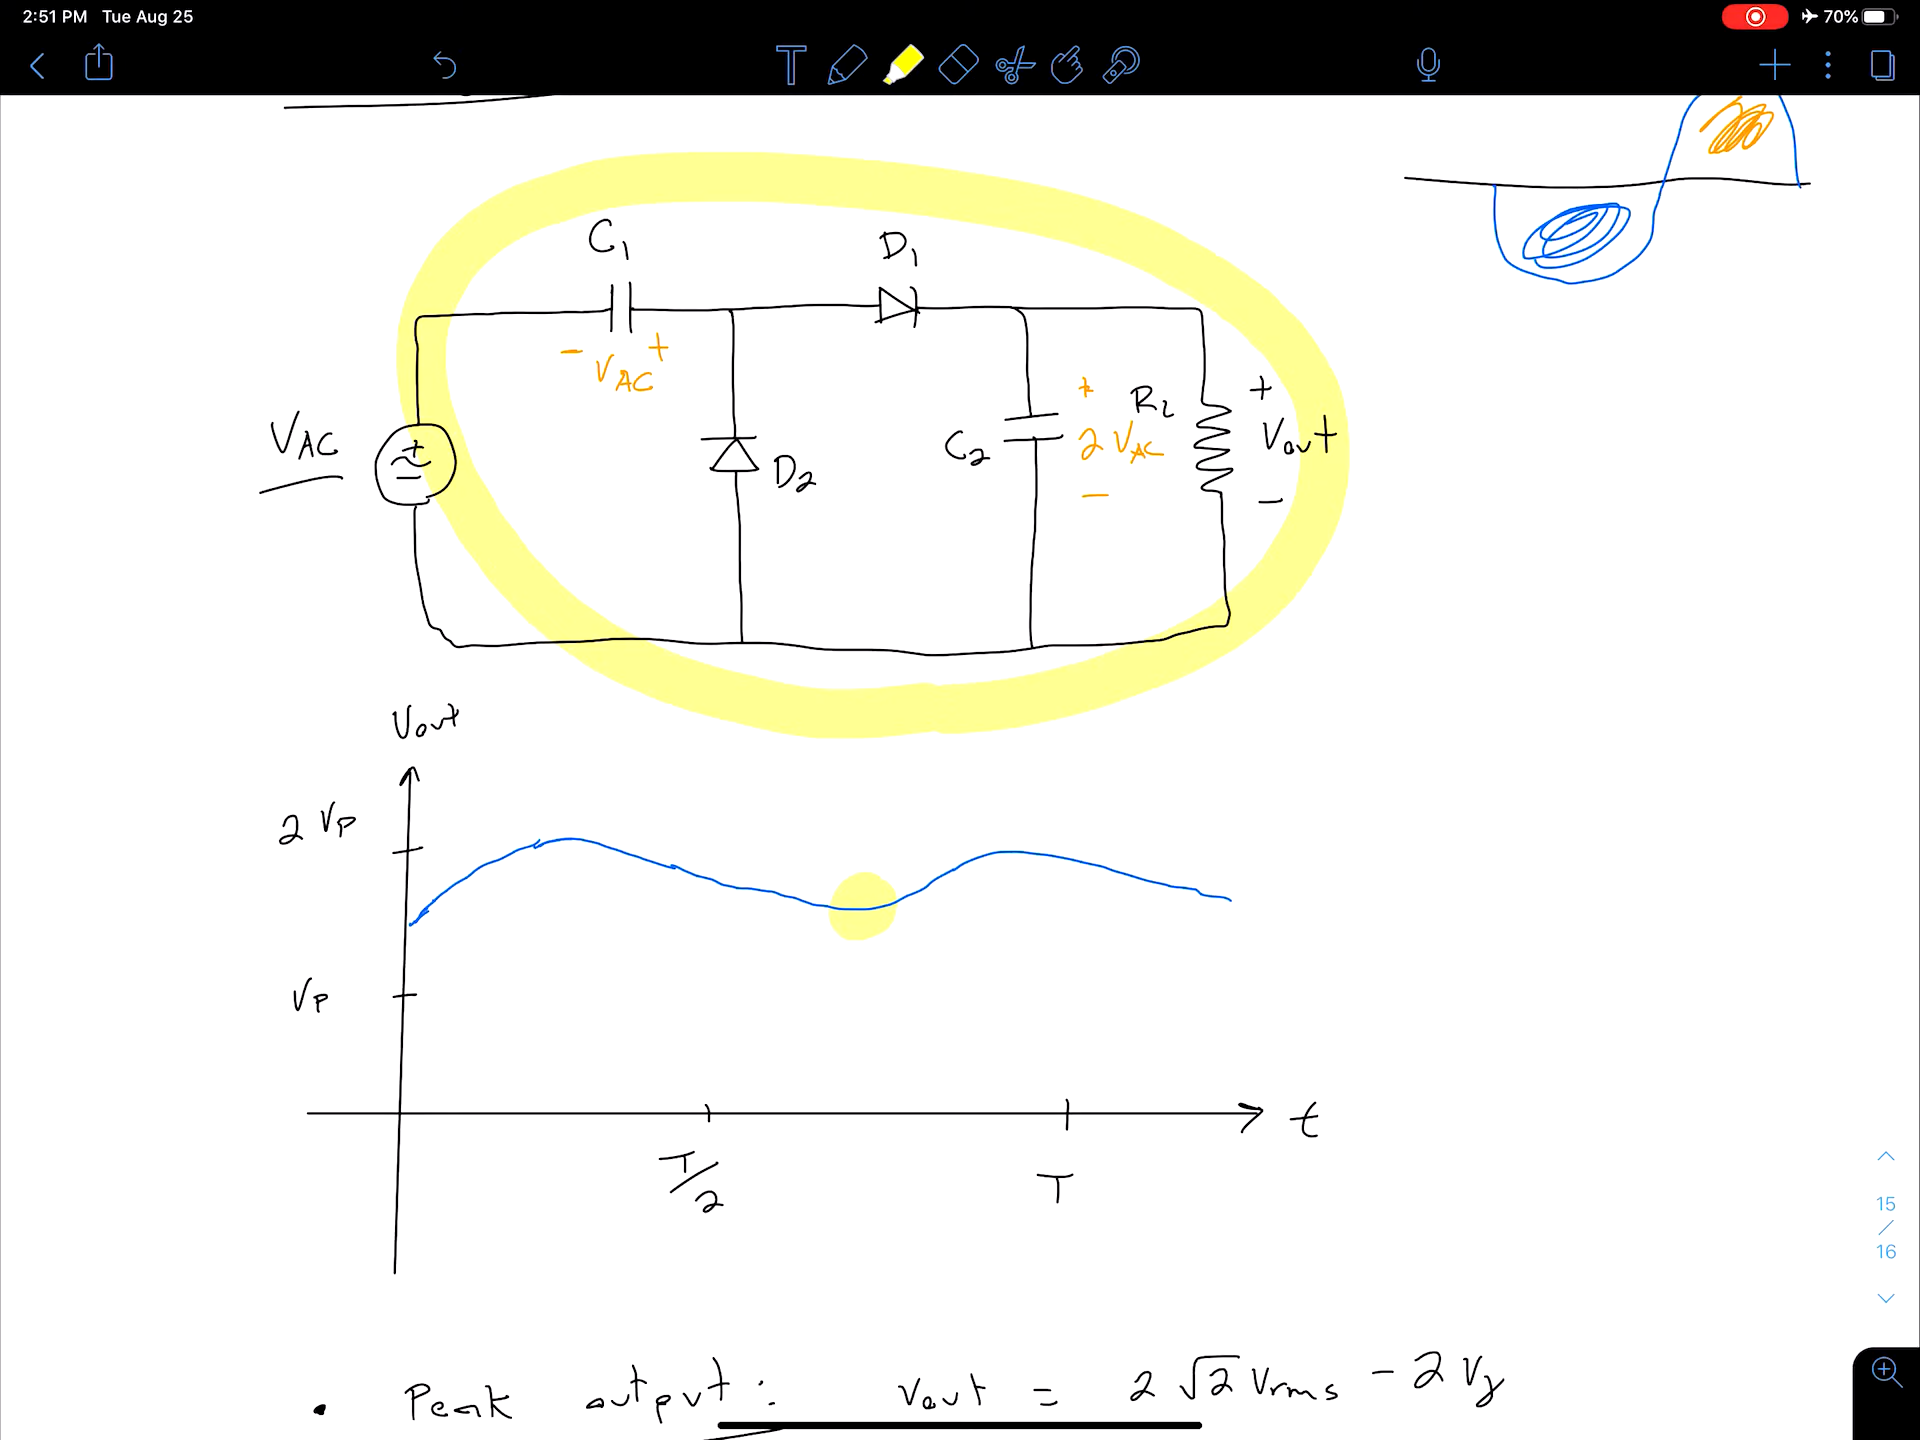 2:51 PM Tue Aug 25
70%
C1
D1
- VAC +
VAC
D2
C2
+ 2 VAC -
RL
+ Vout -
Vout
2 Vp
Vp
t
T/2
T
15
/
16
• Peak output: Vout = 2 √2 Vrms - 2 Vγ